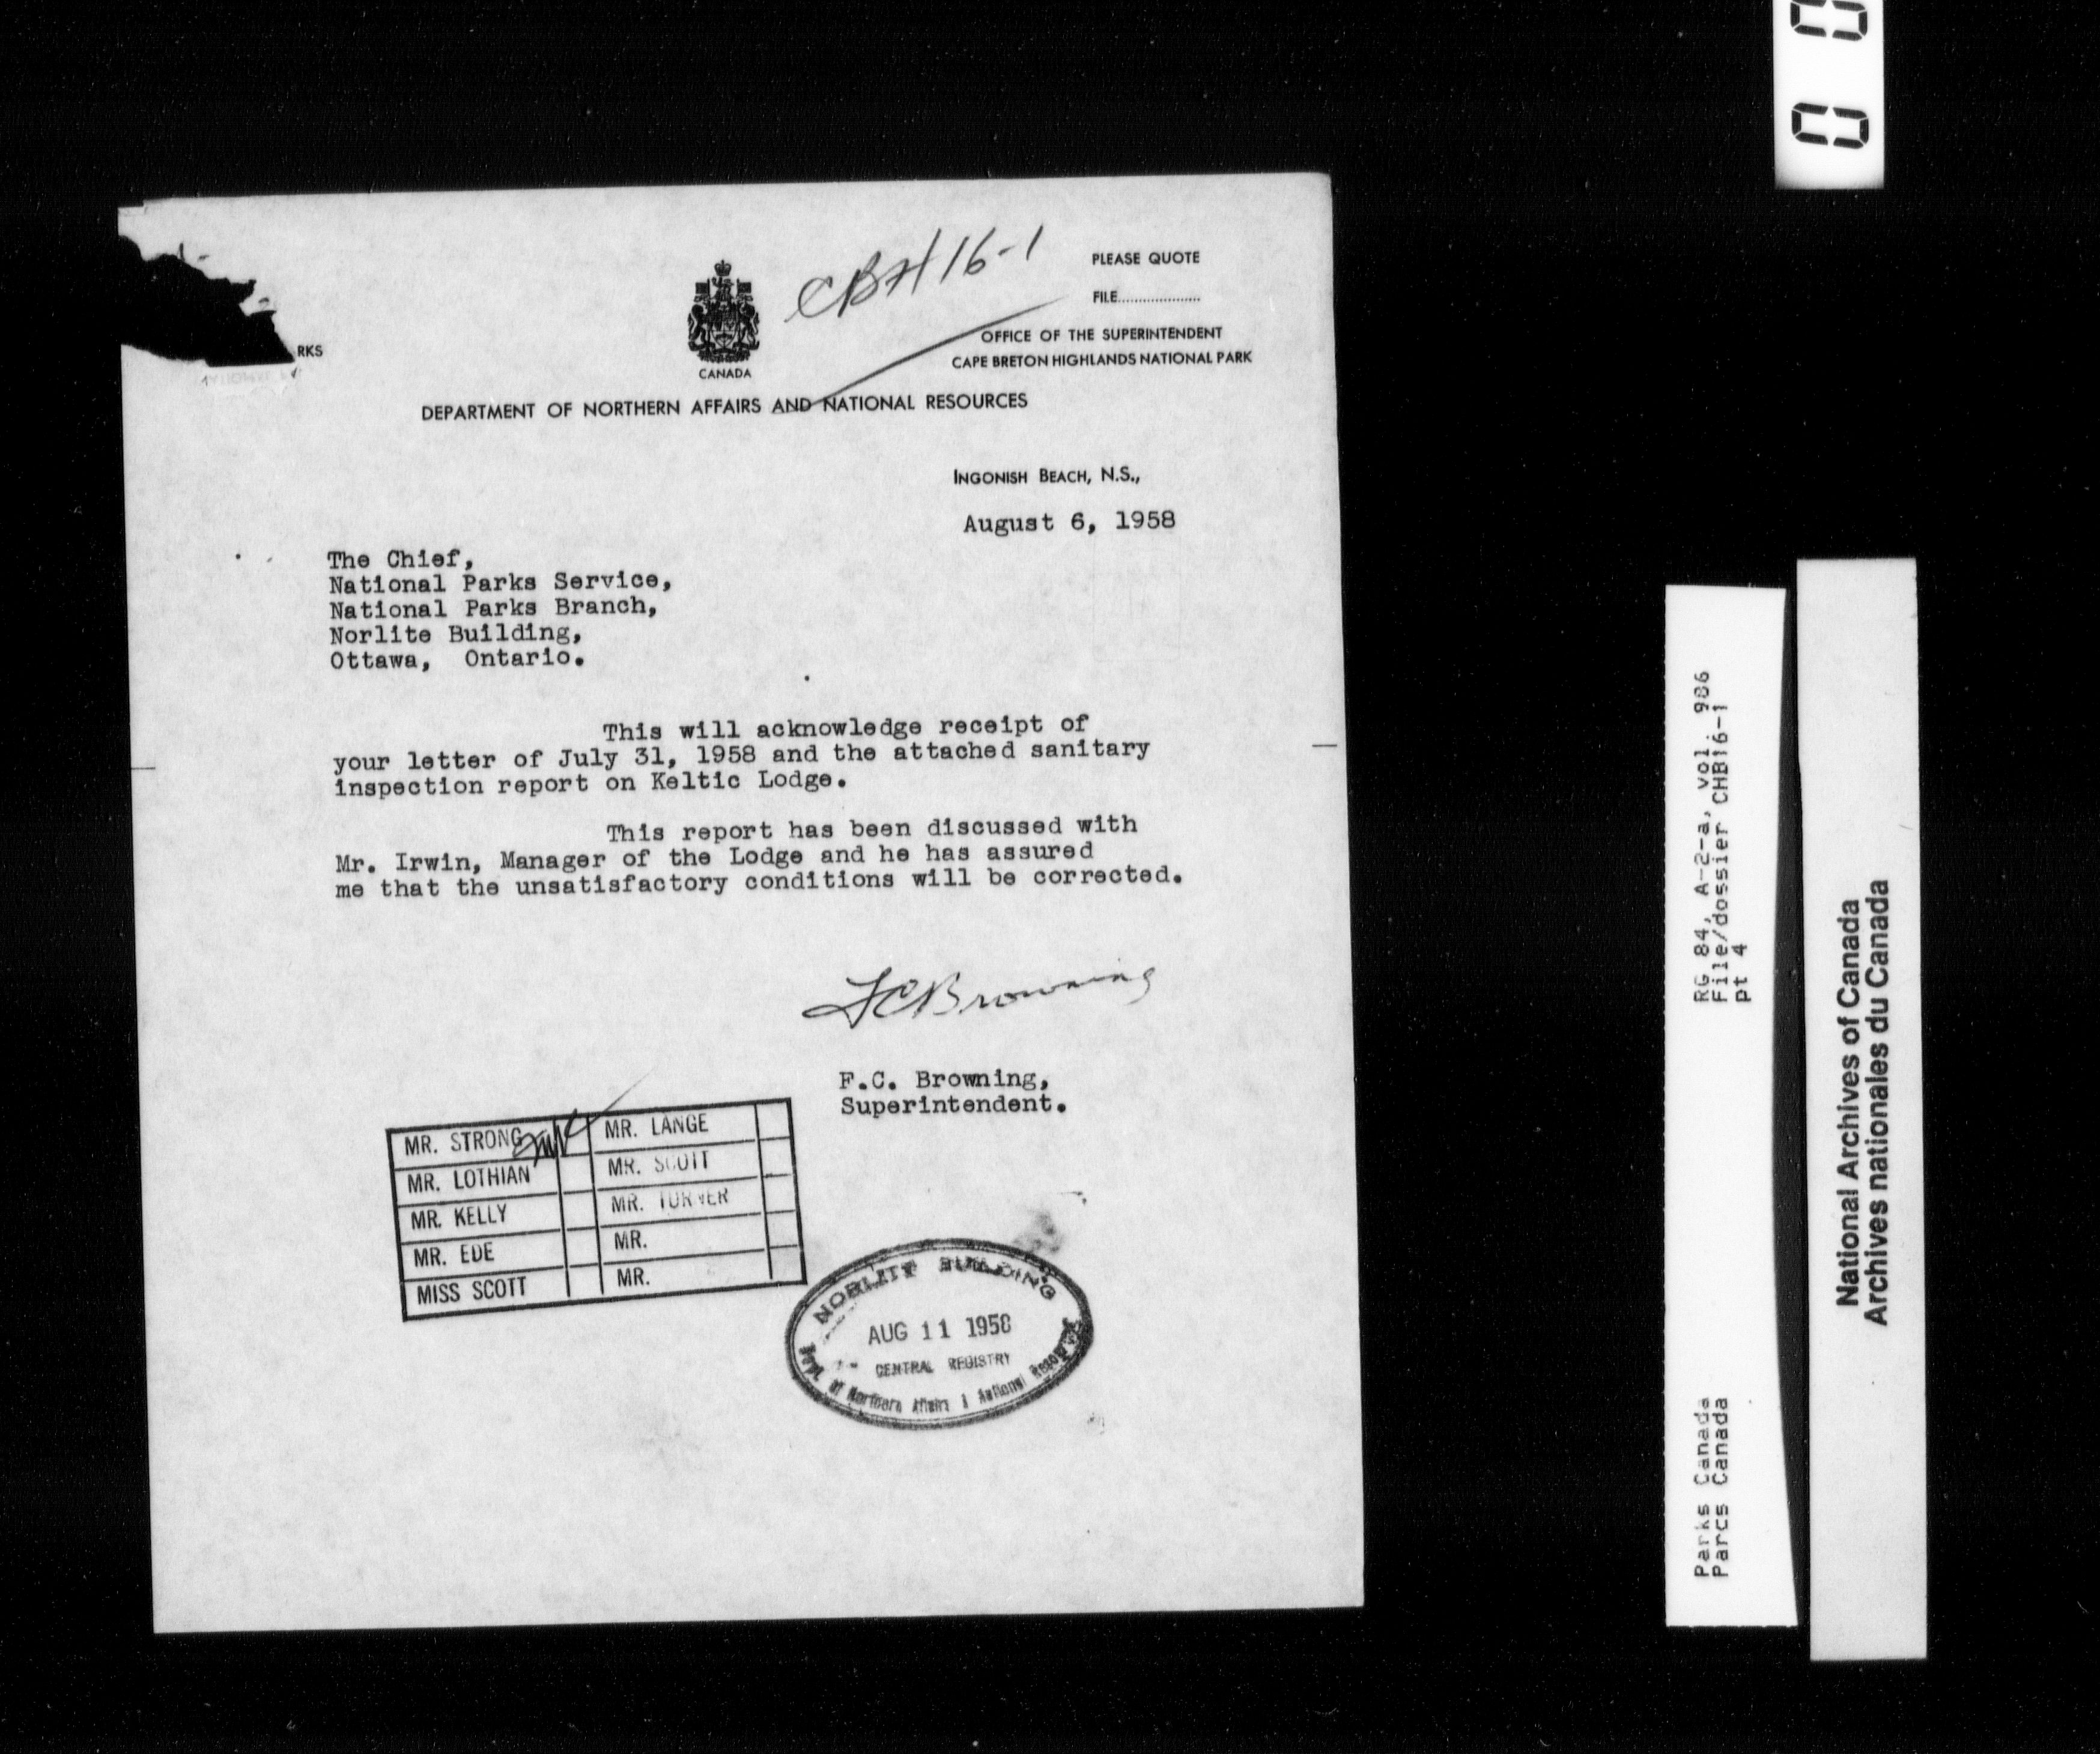 CBH 16-1
PLEASE QUOTE
FILE....................
RKS
OFFICE OF THE SUPERINTENDENT
CAPE BRETON HIGHLANDS NATIONAL PARK
CANADA
DEPARTMENT OF NORTHERN AFFAIRS AND NATIONAL RESOURCES
INGONISH BEACH, N.S.,
August 6, 1958
The Chief,
National Parks Service,
National Parks Branch,
Norlite Building,
Ottawa, Ontario.
This will acknowledge receipt of
your letter of July 31, 1958 and the attached sanitary
inspection report on Keltic Lodge.
This report has been discussed with
Mr. Irwin, Manager of the Lodge and he has assured
me that the unsatisfactory conditions will be corrected.
FCBrowning
F.C. Browning,
Superintendent.
MR. STRONG
MR. LANGE
MR. LOTHIAN
MR. SCOTT
MR. KELLY
MR. TURNER
MR. EDE
MR.
MISS SCOTT
MR.
NORLITE BUILDING
AUG 11 1958
CENTRAL REGISTRY
Dept. of Northern Affairs & National Resources
RG 84, A-2-a, vol. 986
File/dossier CHB16-1
pt 4
Parks Canada
Parcs Canada
National Archives of Canada
Archives nationales du Canada
0 0